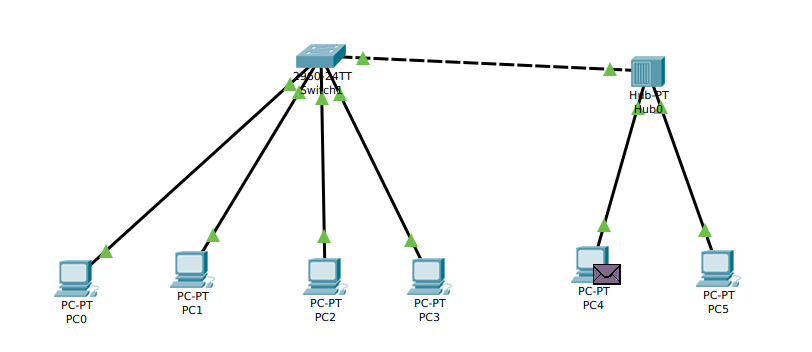 2960-24TT
Switch1
Hub-PT
Hub0
PC-PT
PC0
PC-PT
PC1
PC-PT
PC2
PC-PT
PC3
PC-PT
PC4
PC-PT
PC5